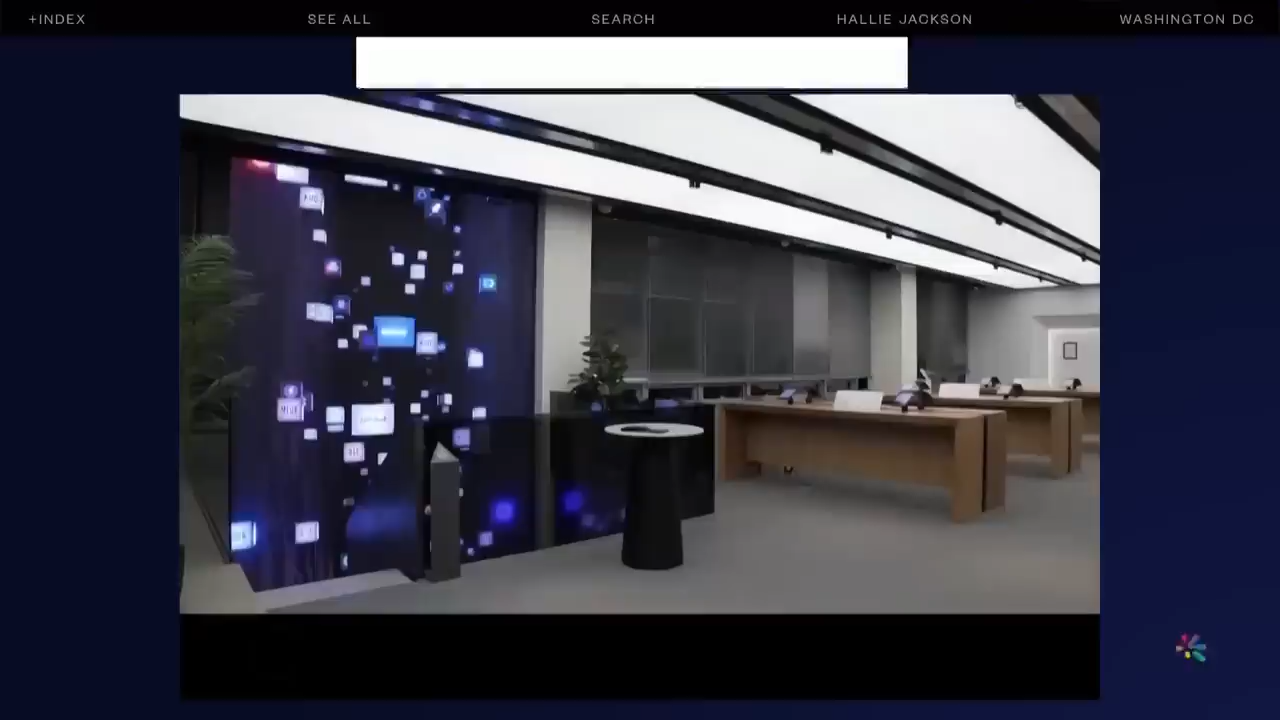 +INDEX
SEE ALL
SEARCH
HALLIE JACKSON
WASHINGTON DC